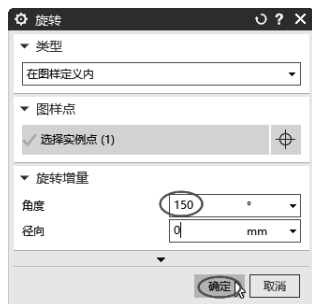 旋转
?
类型
在图样定义内
图样点
选择实例点 (1)
旋转增量
角度 150 °
径向 0 mm
确定 取消